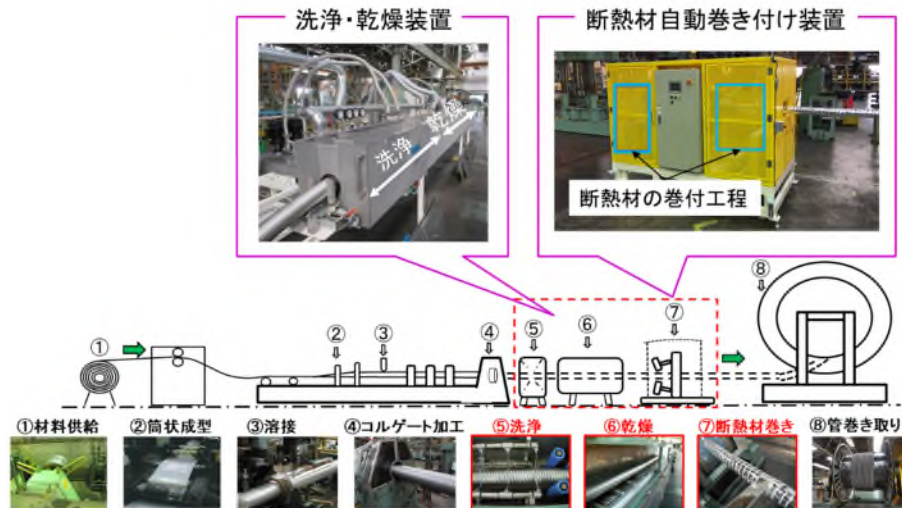 洗浄・乾燥装置
断熱材自動巻き付け装置
洗浄 乾燥
断熱材の巻付工程
①
②
③
④
⑤
⑥
⑦
⑧
①材料供給
②筒状成型
③溶接
④コルゲート加工
⑤洗浄
⑥乾燥
⑦断熱材巻き
⑧管巻き取り